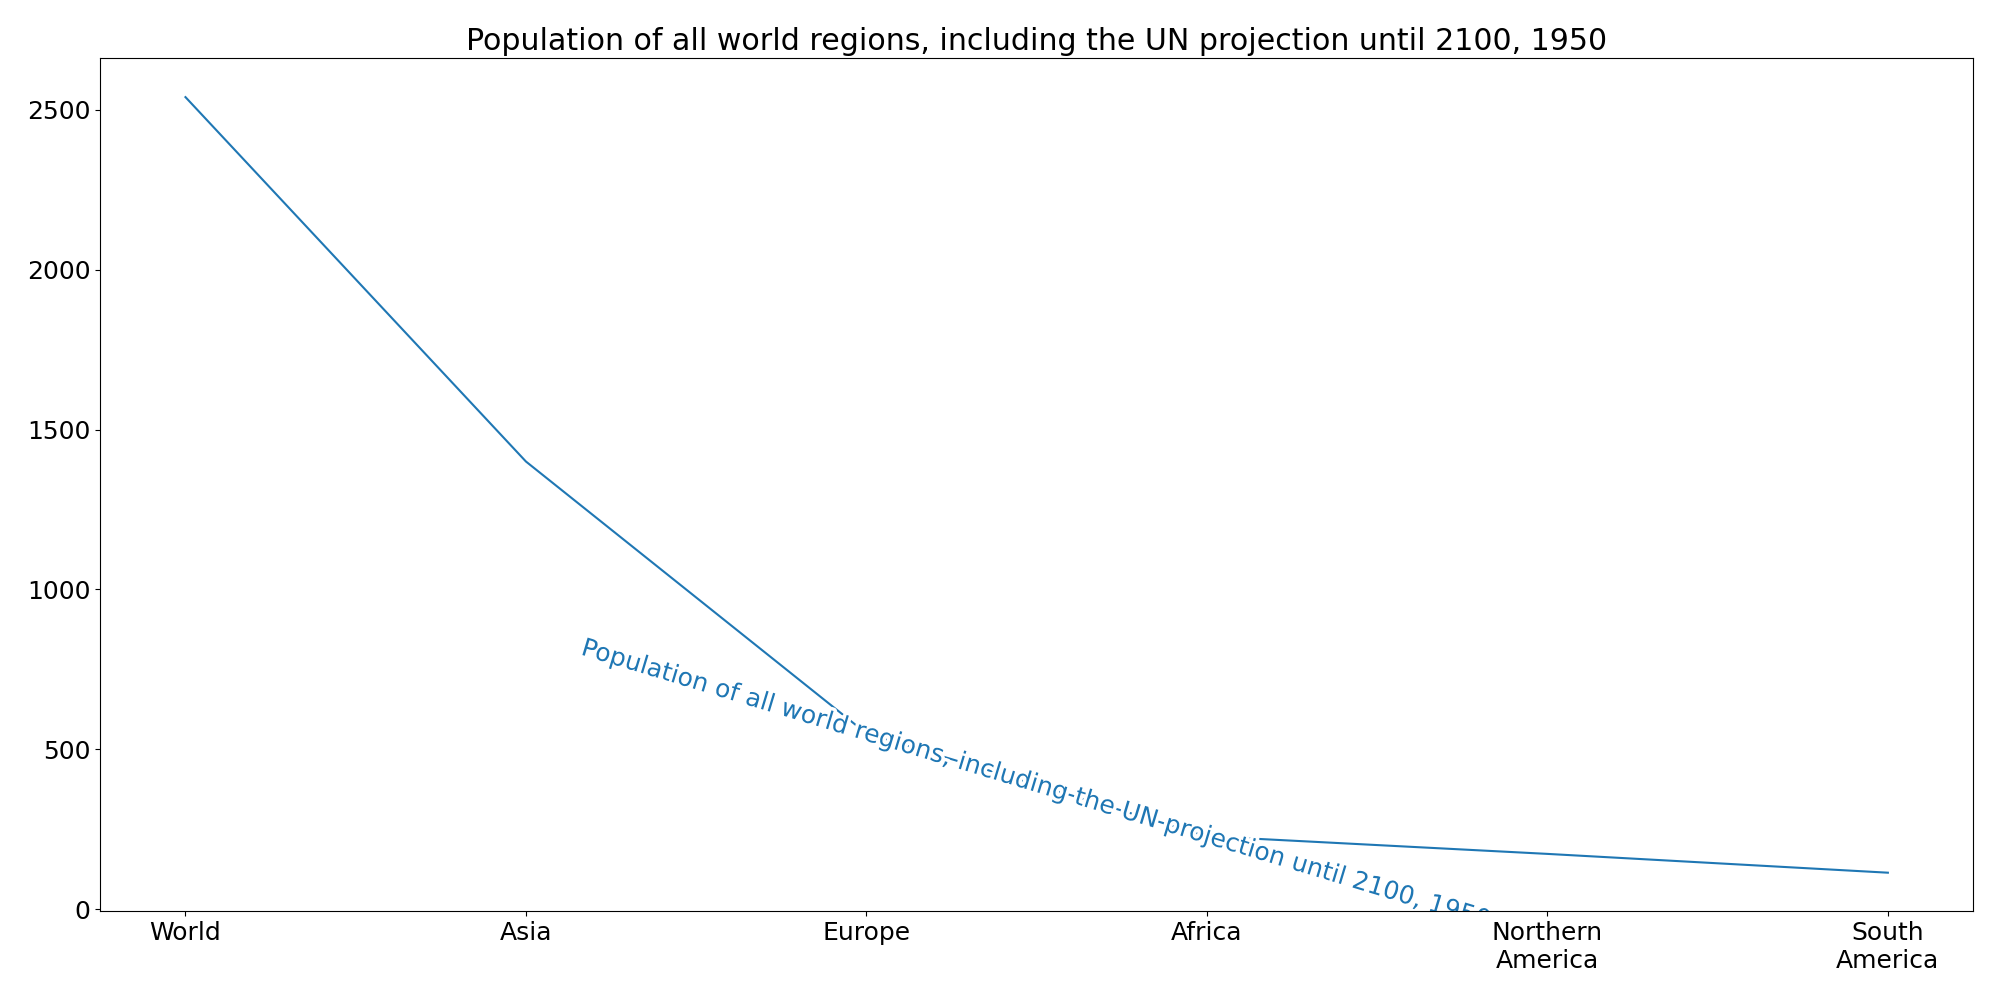 Population of all world regions, including the UN projection until 2100, 1950
2500
2000
1500
1000
500
0
Population of all world regions, including the UN projection until 2100, 1950
World
Asia
Europe
Africa
Northern
America
South
America